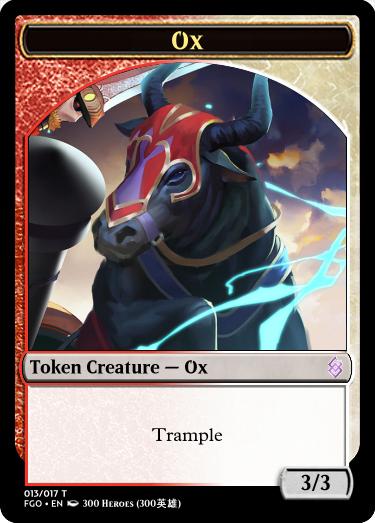 Ox
Token Creature — Ox
Trample
3/3
013/017 T
FGO • EN 300 Heroes (300英雄)